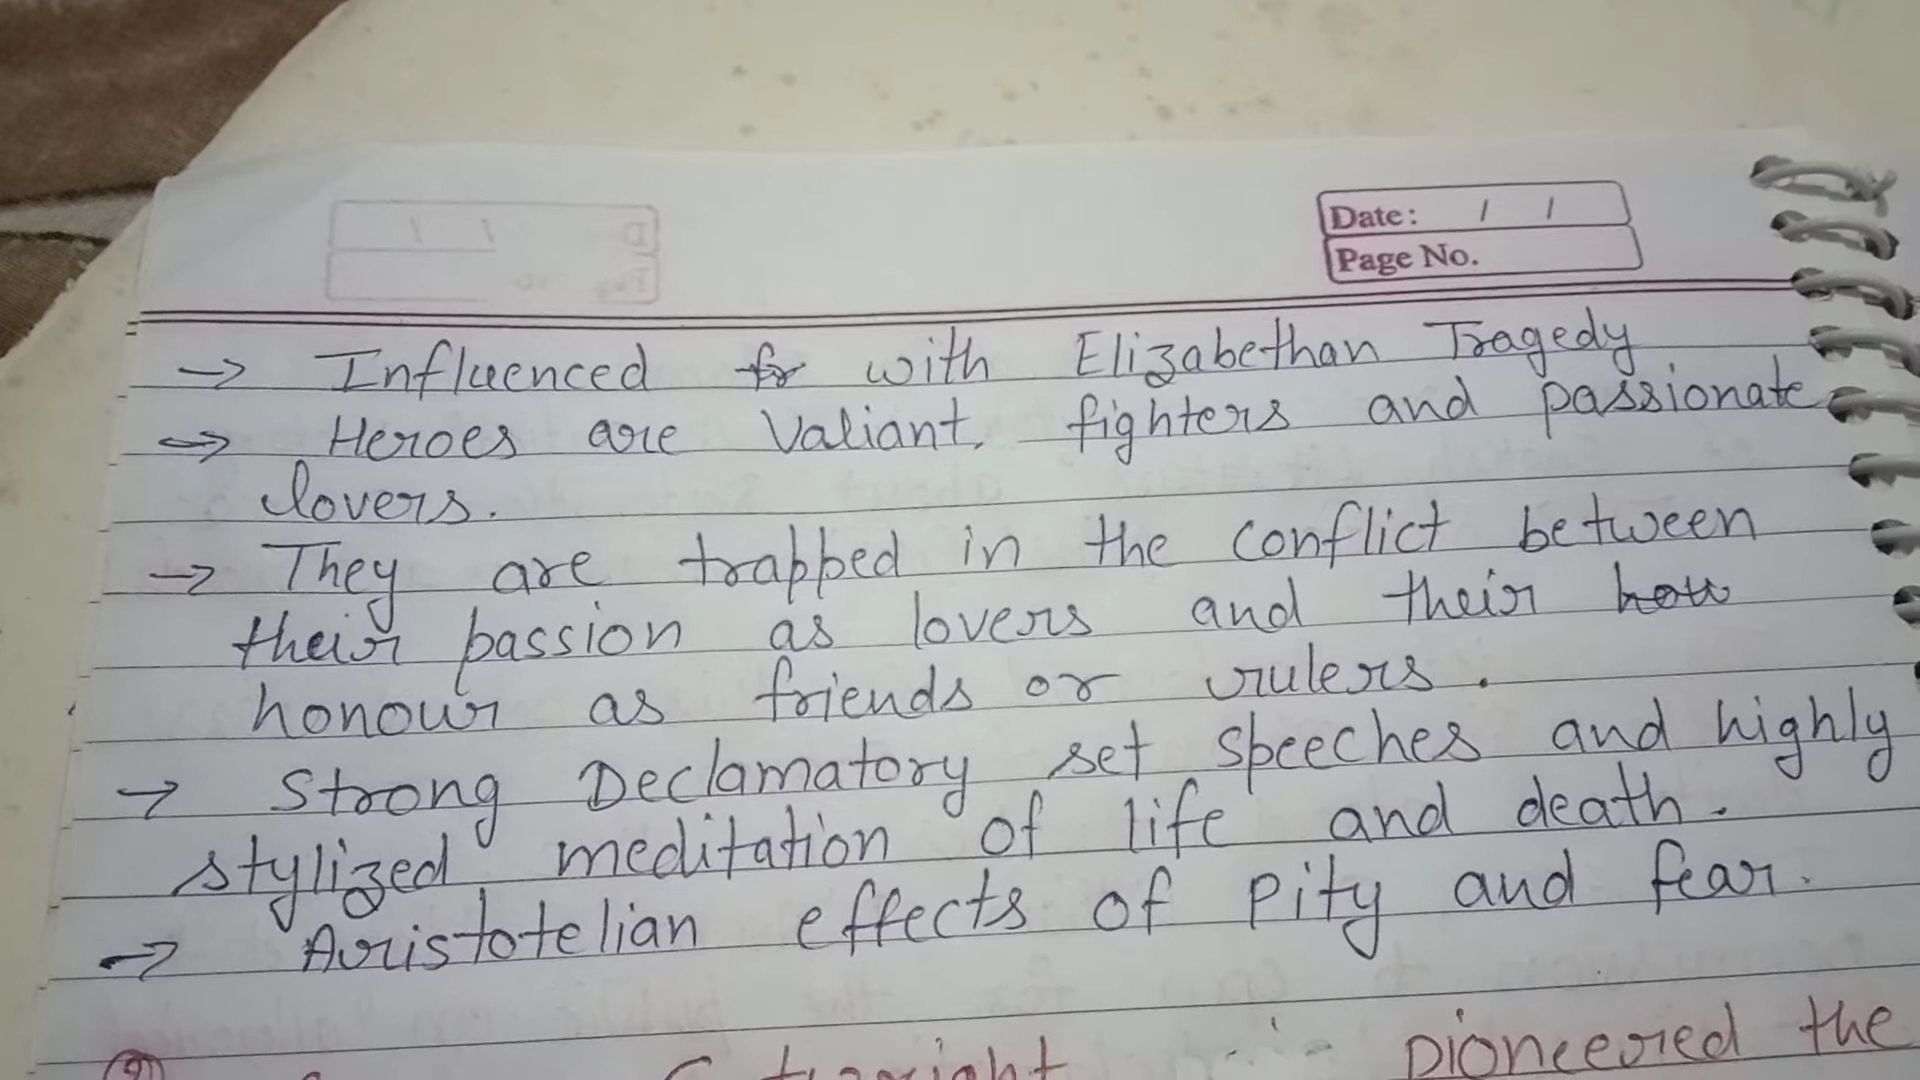 Date: / /
Page No.
→ Influenced fr with Elizabethan Tragedy
→ Heroes are Valiant, fighters and passionate
lovers.
→ They are trapped in the conflict between
their passion as lovers and their how
honour as friends or rulers.
→ Strong Declamatory set speeches and highly
stylized meditation of life and death.
→ Aristotelian effects of Pity and fear.
pioneered the